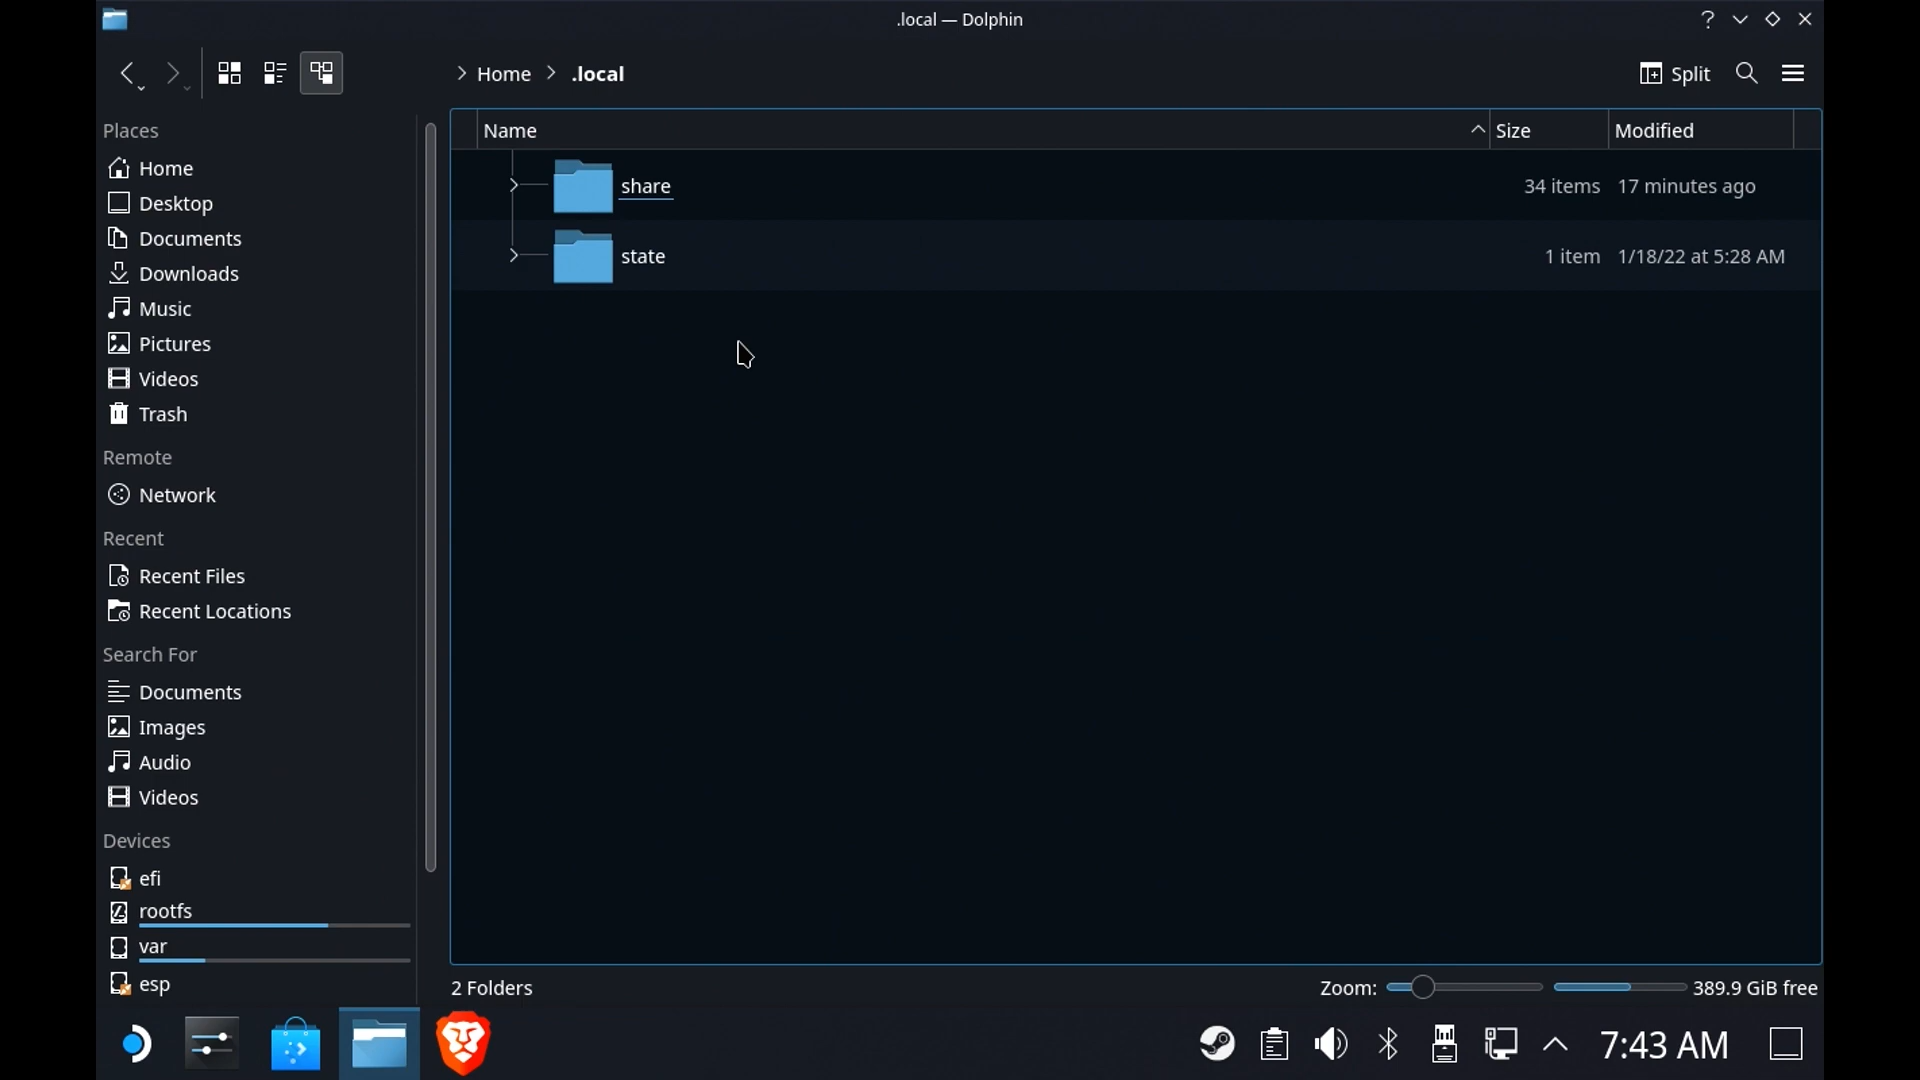 .local — Dolphin
Home
.local
Split
Places
Home
Desktop
Documents
Downloads
Music
Pictures
Videos
Trash
Remote
Network
Recent
Recent Files
Recent Locations
Search For
Documents
Images
Audio
Videos
Devices
efi
rootfs
var
esp
Name Size Modified
share 34 items 17 minutes ago
state 1 item 1/18/22 at 5:28 AM
2 Folders
Zoom: 389.9 GiB free
7:43 AM